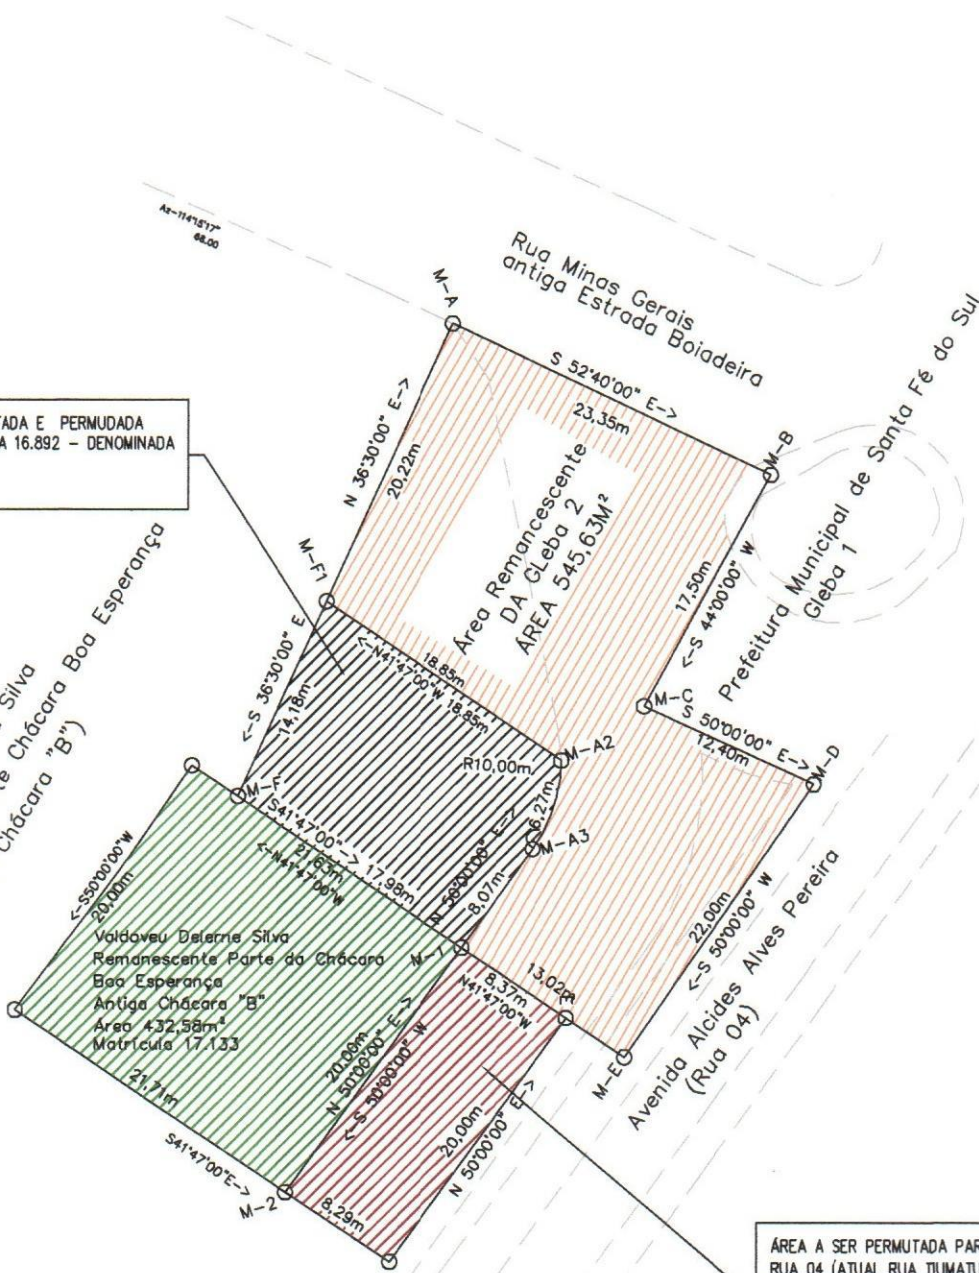 Az-114°15'17"
68.00
Rua Minas Gerais
antiga Estrada Boiadeira
M-A
S 52°40'00" E->
23,35m
M-B
TADA E PERMUDADA
A 16.892 - DENOMINADA
N 36°30'00" E->
20,22m
Área Remancescente
DA GLeba 2
ÁREA 545,63M²
17,50m
<-S 44°00'00" W
Prefeitura Municipal de Santa Fé do Sul
Gleba 1
M-F1
18.85m
<-N41°47'00"W 18.85m
<-S 36°30'00" E
14,18m
M-C
S 50°00'00" E->
12,40m
M-D
M-A2
R10,00m
6,27m
M-A3
Silva
te Chácara Boa Esperança
Chácara "B")
M-F
S41°47'00"-> 17,98m
21,63m
<-N41°47'00"W
N 50°00'00" E->
8,07m
<-S50°00'00"W
20,00m
22,00m
<-S 50°00'00" W
Avenida Alcides Alves Pereira
(Rua 04)
Valdoveu Delerne Silva
Remanescente Parte da Chácara
Boa Esperança
Antiga Chácara "B"
Área 432,58m²
Matrícula 17.133
8,37m
N41°47'00"W
13,02m
M-E
20,00m
N 50°00'00" E->
<-S 50°00'00" W
20,00m
N 50°00'00" E->
21,71m
S41°47'00"E->
M-2
8,29m
ÁREA A SER PERMUTADA PAR
RUA 04 (ATUAL RUA